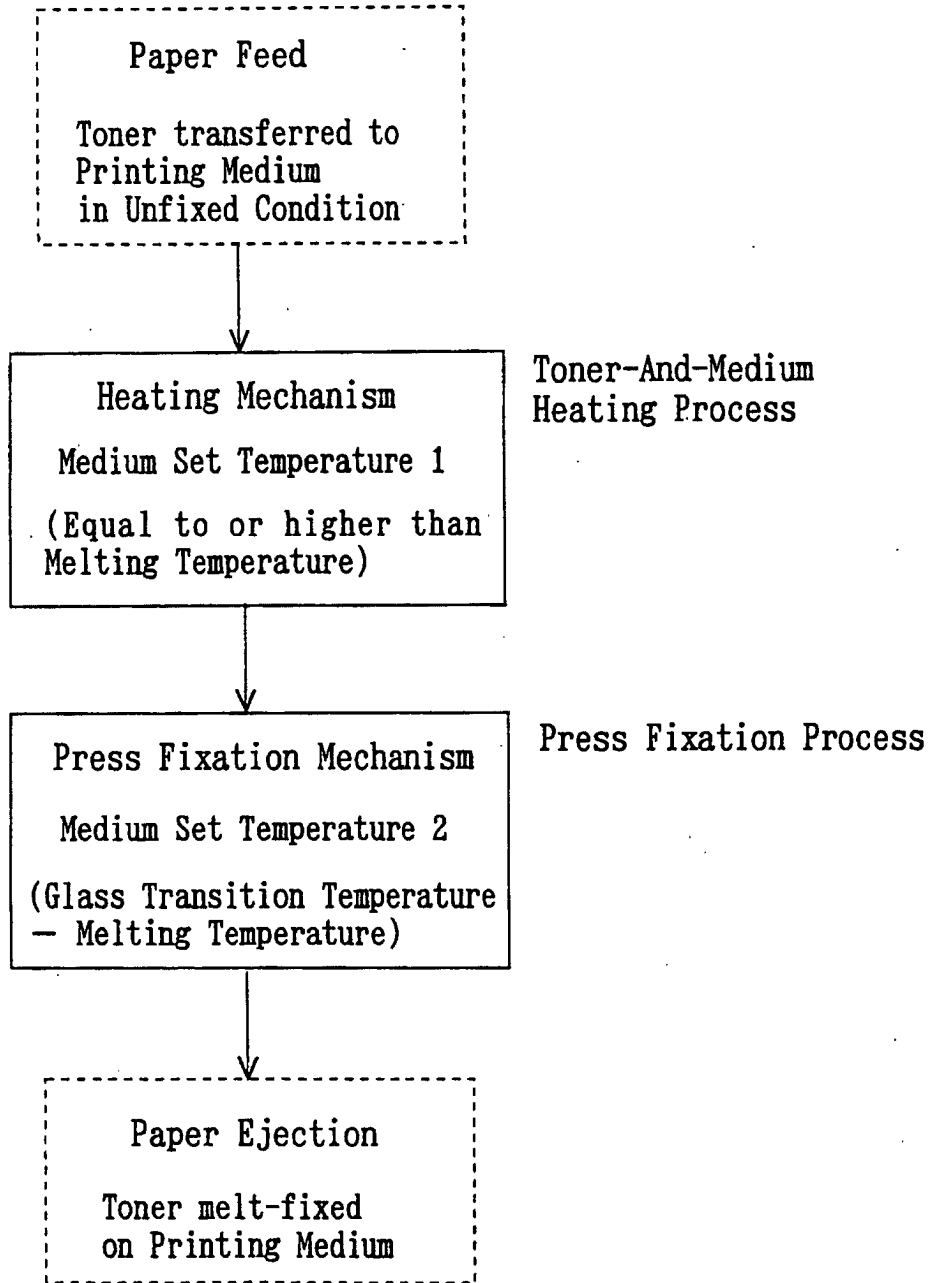 Paper Feed
Toner transferred to
Printing Medium
in Unfixed Condition
Heating Mechanism
Medium Set Temperature 1
(Equal to or higher than
Melting Temperature)
Toner-And-Medium
Heating Process
Press Fixation Mechanism
Medium Set Temperature 2
(Glass Transition Temperature
— Melting Temperature)
Press Fixation Process
Paper Ejection
Toner melt-fixed
on Printing Medium